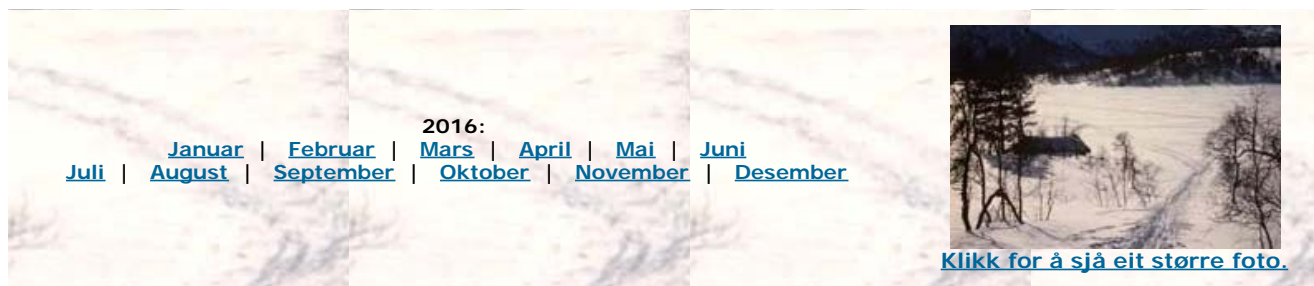 2016:
Januar | Februar | Mars | April | Mai | Juni
Juli | August | September | Oktober | November | Desember
Klikk for å sjå eit større foto.